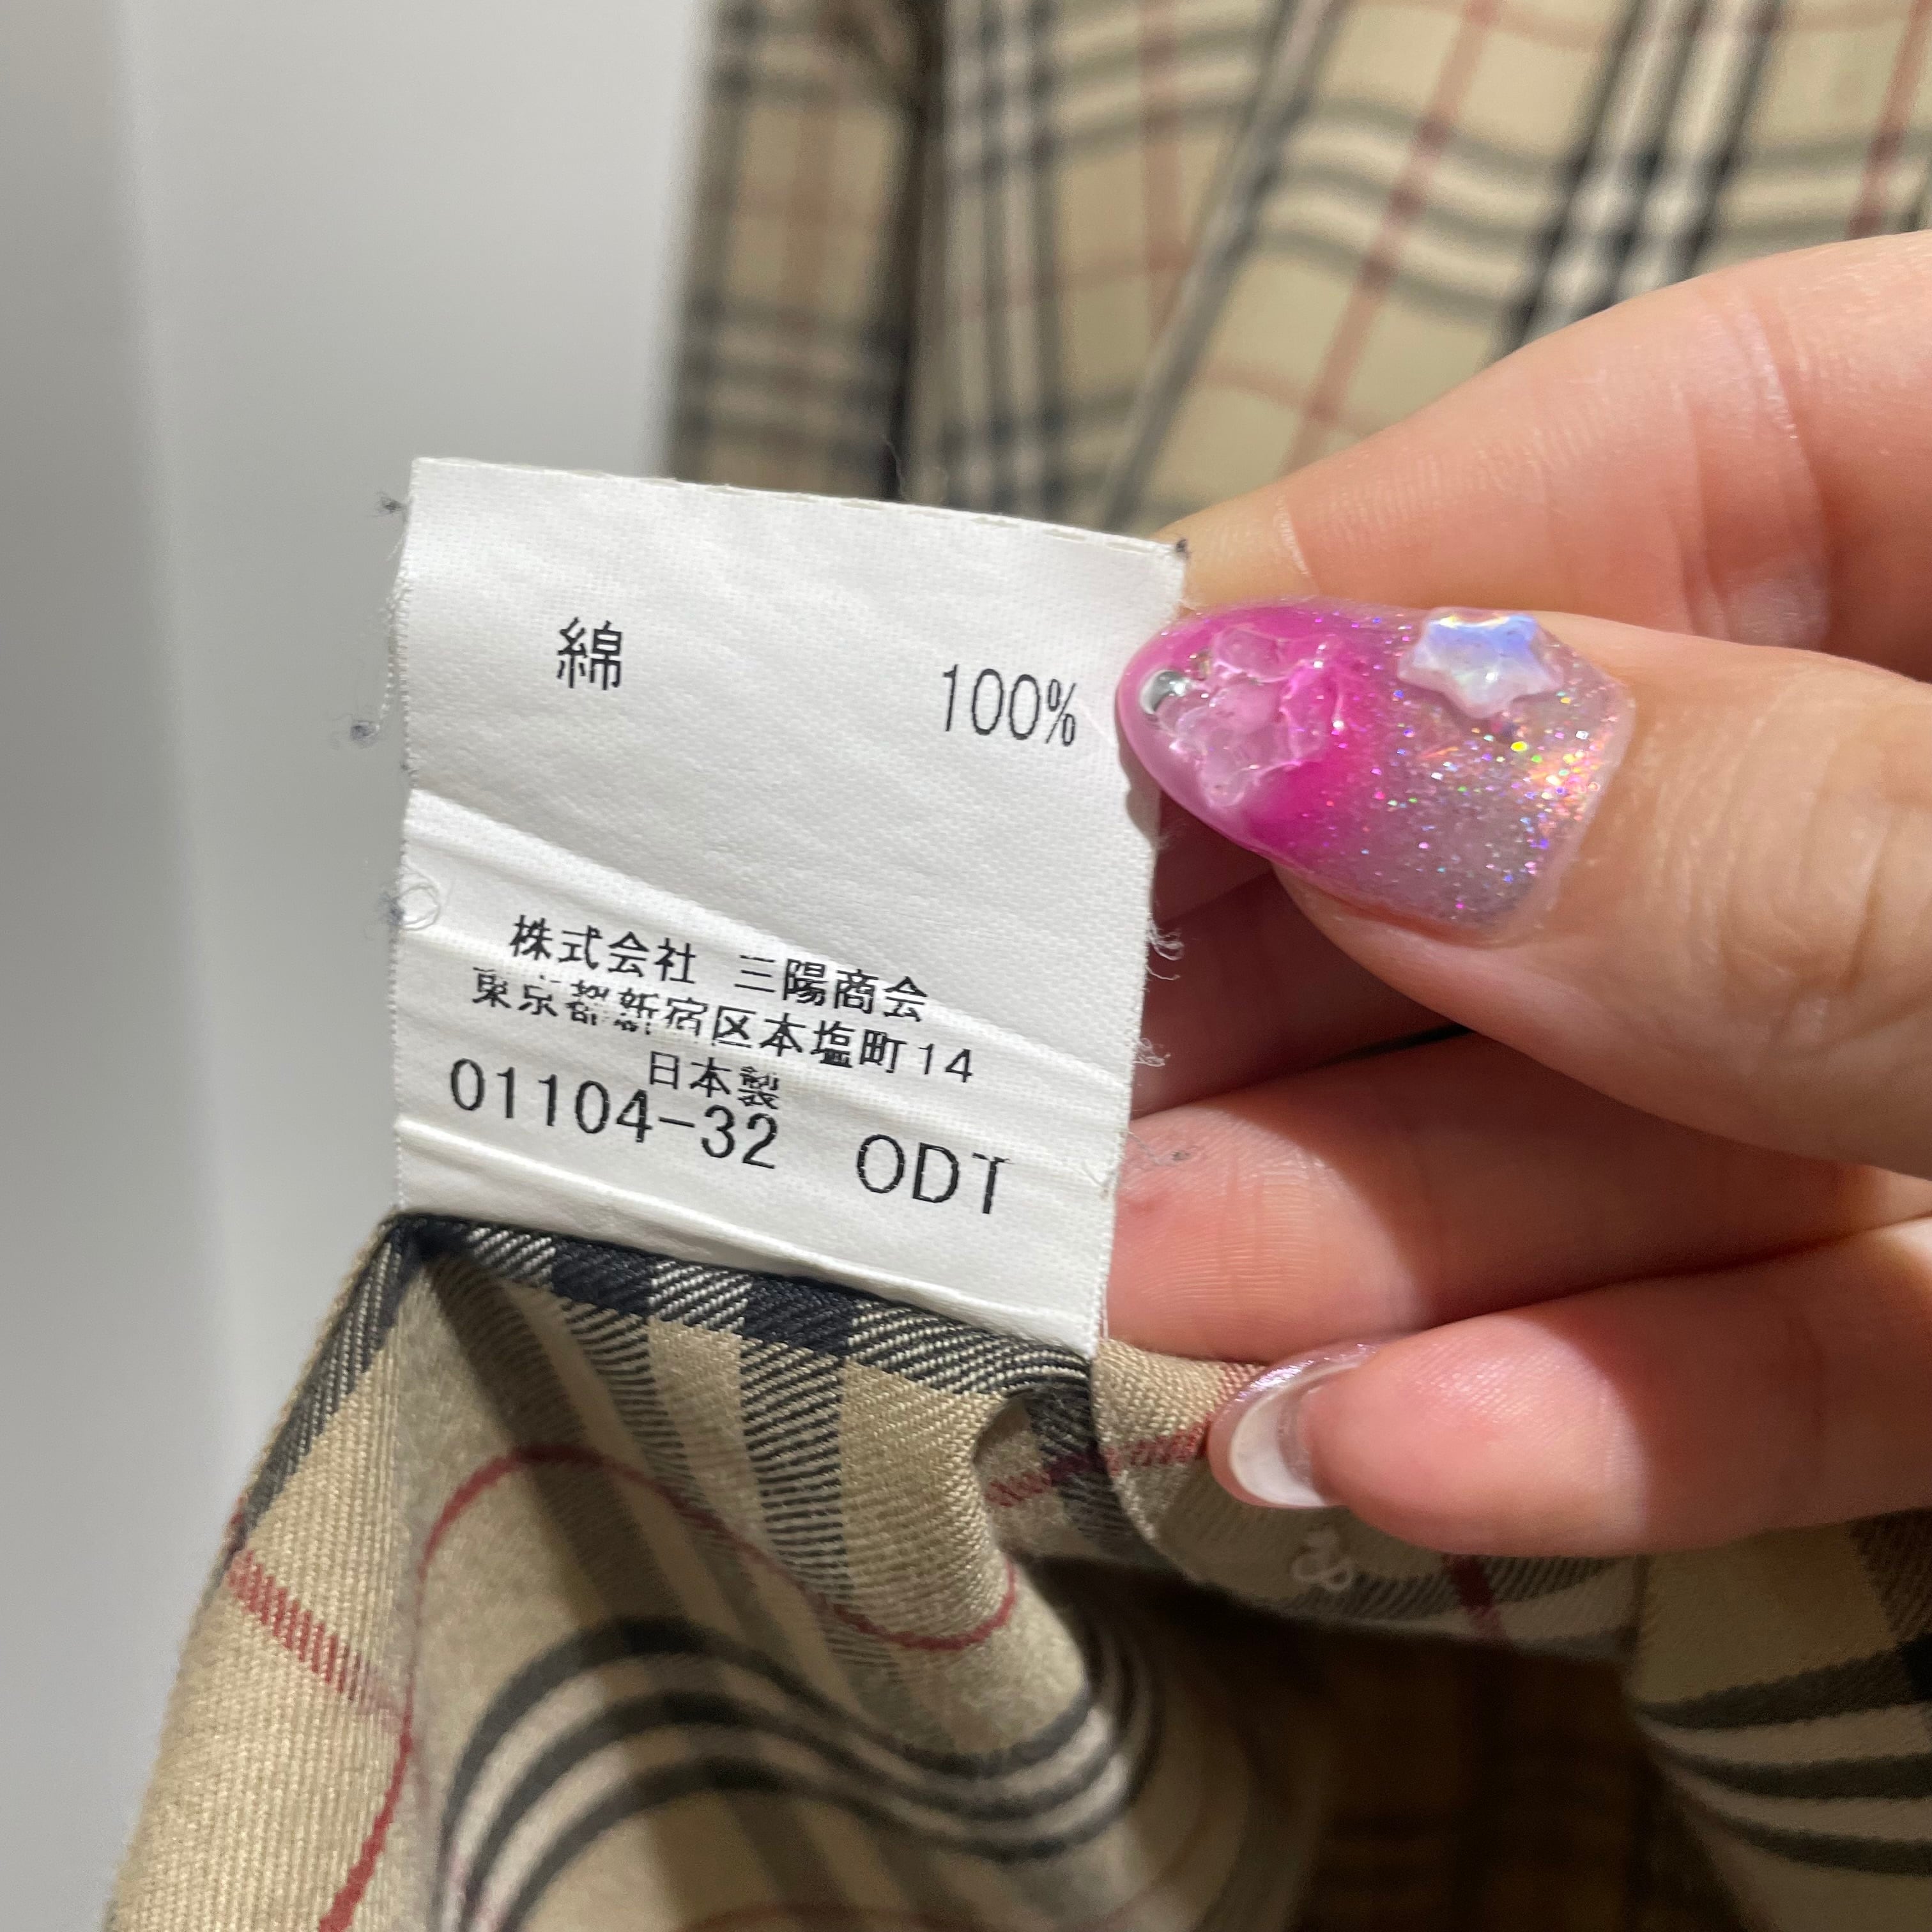 綿 100%
株式会社 三陽商会
東京都新宿区本塩町14
日本製
01104-32 ODT